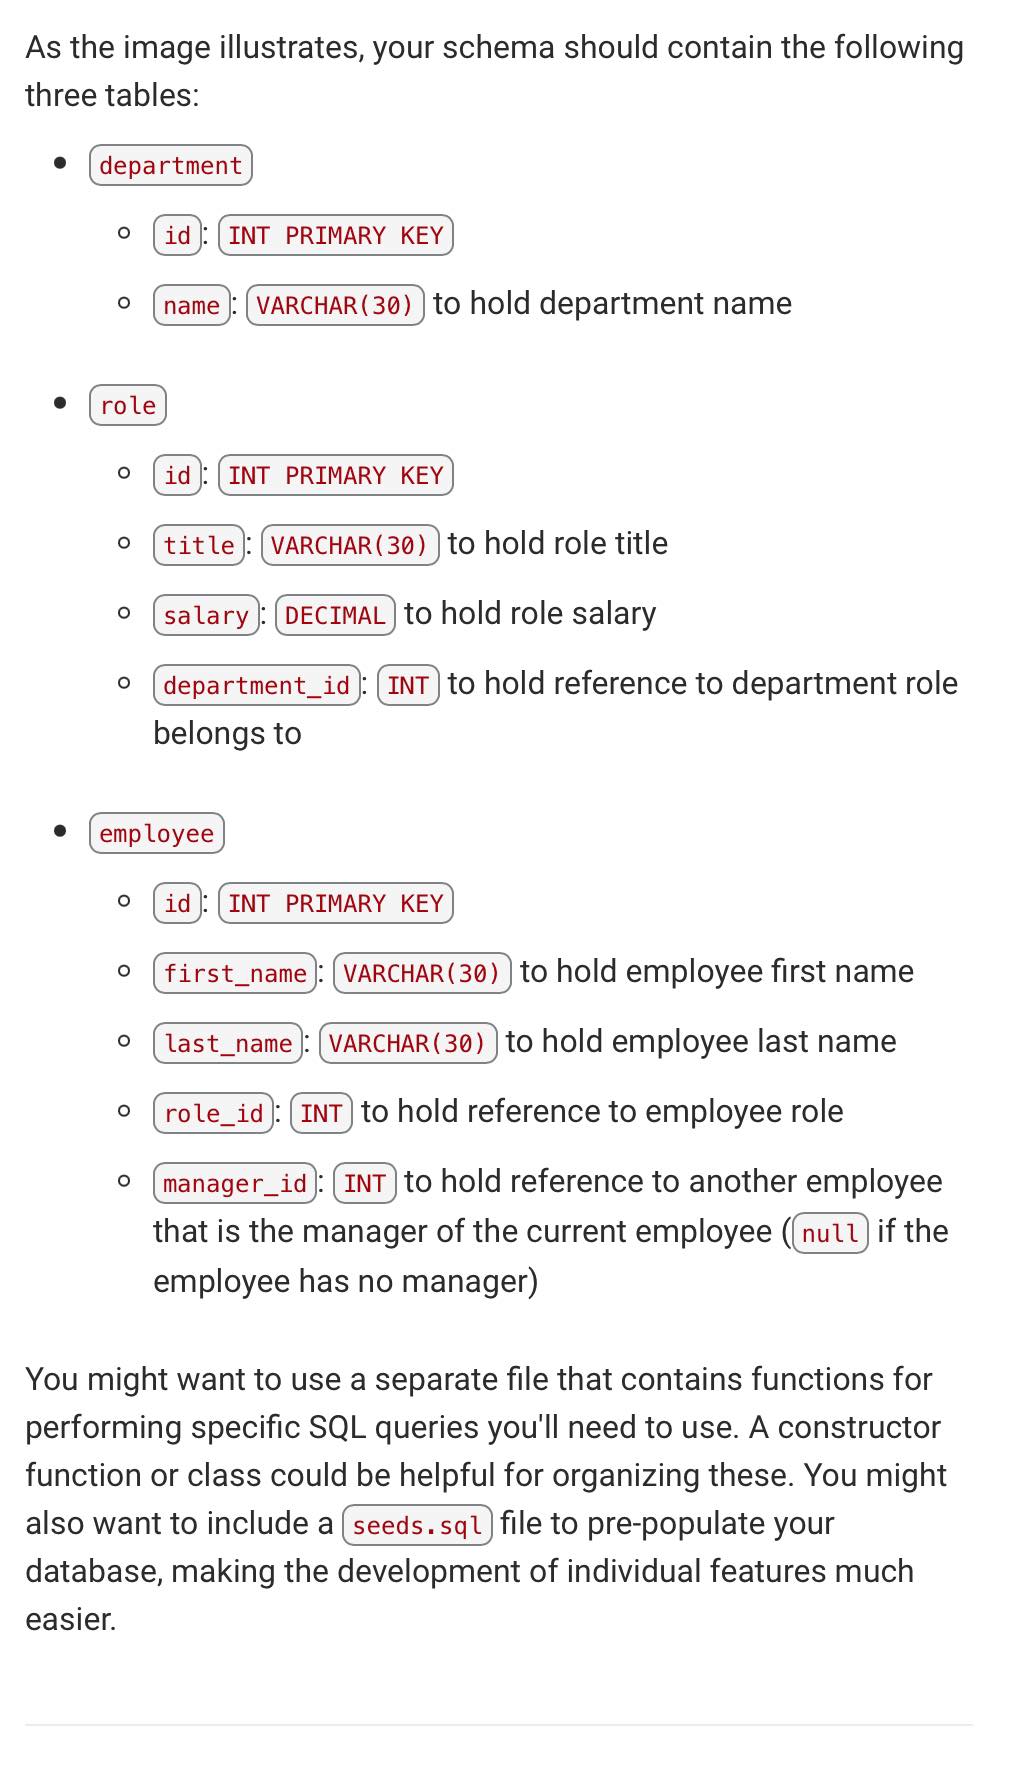 As the image illustrates, your schema should contain the following
three tables:
department
id: INT PRIMARY KEY
name: VARCHAR(30) to hold department name
role
id: INT PRIMARY KEY
title: VARCHAR(30) to hold role title
salary: DECIMAL to hold role salary
department_id: INT to hold reference to department role
belongs to
employee
id: INT PRIMARY KEY
first_name: VARCHAR(30) to hold employee first name
last_name: VARCHAR(30) to hold employee last name
role_id: INT to hold reference to employee role
manager_id: INT to hold reference to another employee
that is the manager of the current employee (null if the
employee has no manager)
You might want to use a separate file that contains functions for
performing specific SQL queries you'll need to use. A constructor
function or class could be helpful for organizing these. You might
also want to include a seeds.sql file to pre-populate your
database, making the development of individual features much
easier.